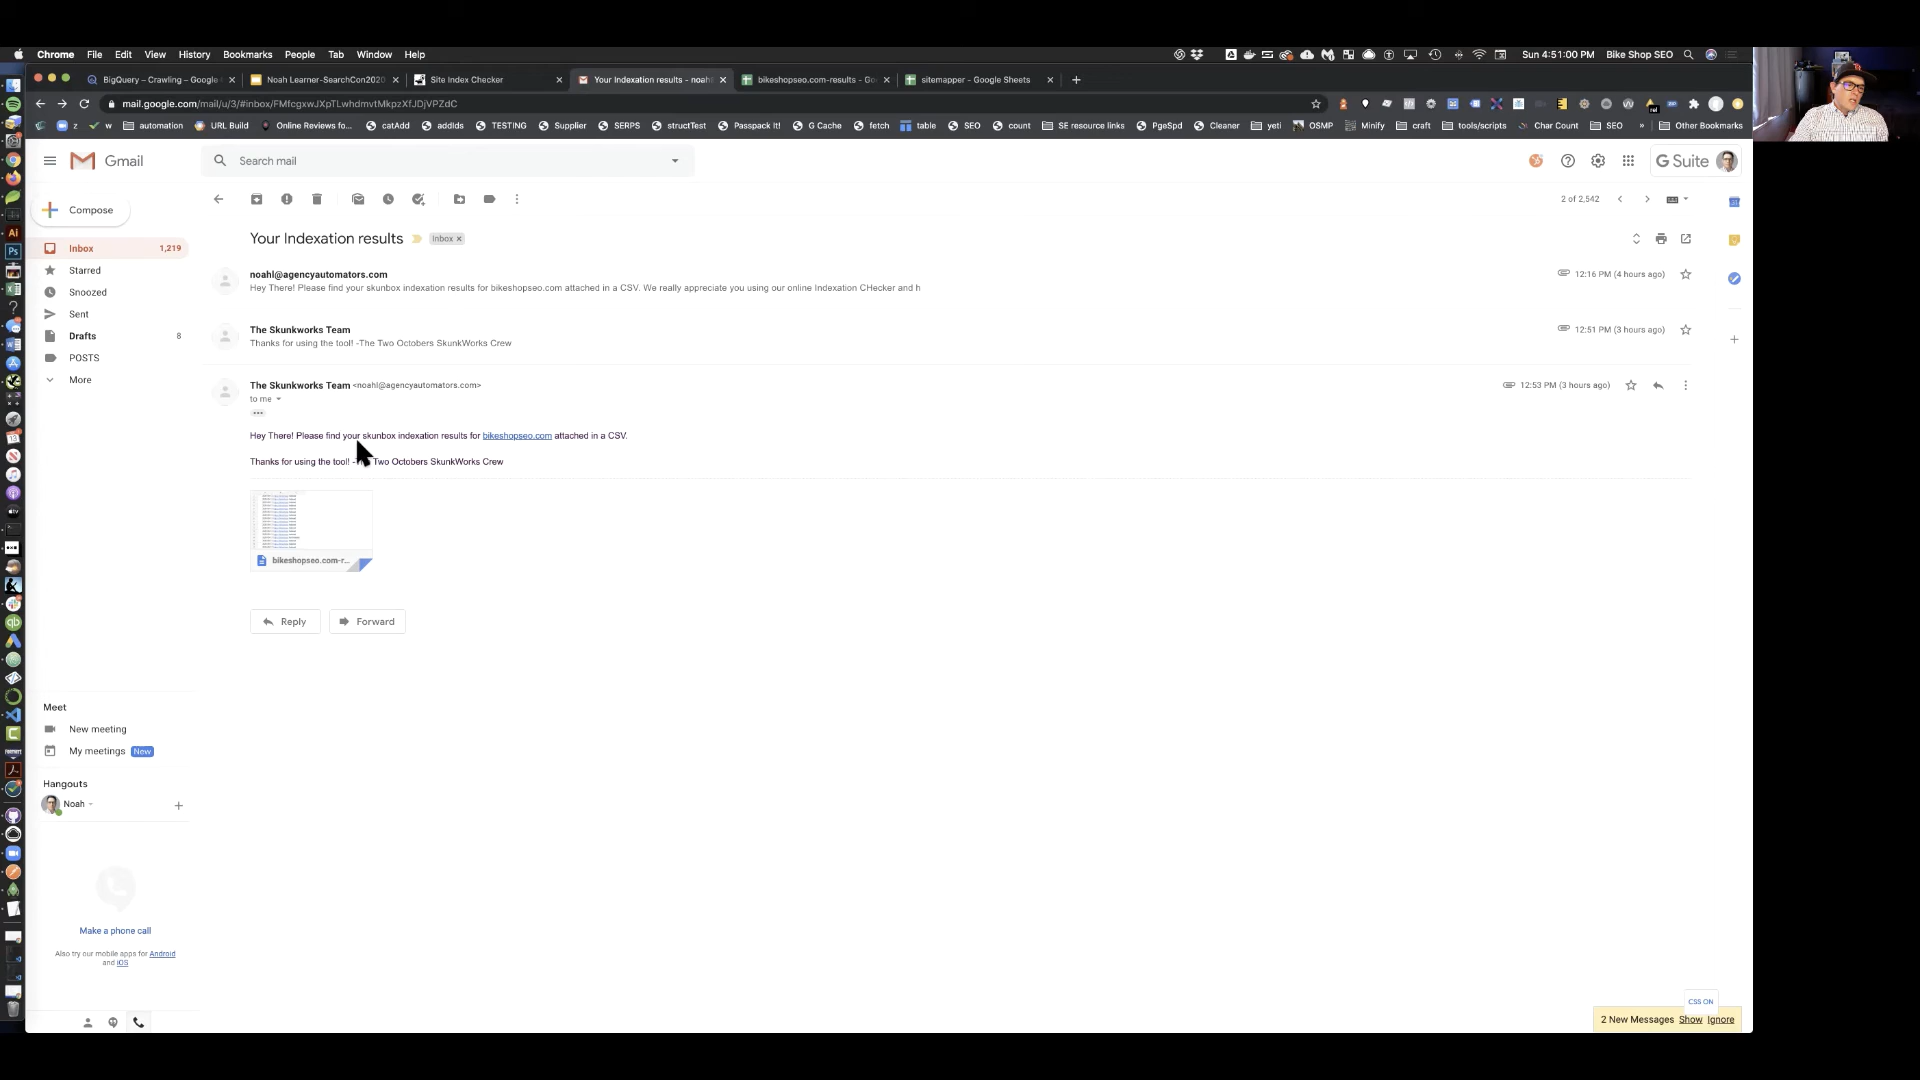 Chrome File Edit View History Bookmarks People Tab Window Help Sun 4:51:00 PM Bike Shop SEO
BigQuery – Crawling – Google Noah Learner-SearchCon2020 Site Index Checker Your Indexation results - noahl bikeshopseo.com-results - Go sitemapper - Google Sheets
mail.google.com/mail/u/3/#inbox/FMfcgxwJXpTLwhdmvtMkpzXfJDjVPZdC
z w automation URL Build Online Reviews fo... catAdd addIds TESTING Supplier SERPS structTest Passpack It! G Cache fetch table SEO count SE resource links PgeSpd Cleaner yeti OSMP Minify craft tools/scripts Char Count SEO » Other Bookmarks
Gmail Search mail G Suite
Compose
2 of 2,542
Inbox 1,219
Starred
Snoozed
Sent
Drafts 8
POSTS
More
Your Indexation results Inbox
noahl@agencyautomators.com 12:16 PM (4 hours ago)
Hey There! Please find your skunbox indexation results for bikeshopseo.com attached in a CSV. We really appreciate you using our online Indexation CHecker and h
The Skunkworks Team 12:51 PM (3 hours ago)
Thanks for using the tool! -The Two Octobers SkunkWorks Crew
The Skunkworks Team <noahl@agencyautomators.com> 12:53 PM (3 hours ago)
to me
Hey There! Please find your skunbox indexation results for bikeshopseo.com attached in a CSV.
Thanks for using the tool! Two Octobers SkunkWorks Crew
bikeshopseo.com-r...
Reply Forward
Meet
New meeting
My meetings New
Hangouts
Noah
Make a phone call
Also try our mobile apps for Android
and iOS
CSS ON
2 New Messages Show Ignore